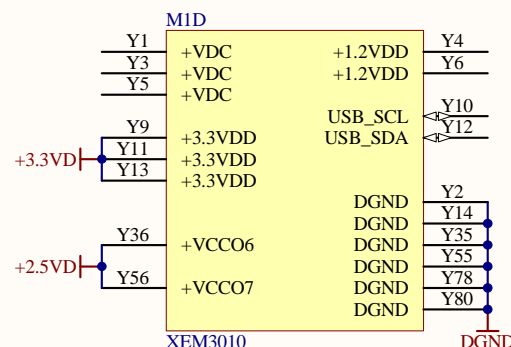 M1D
Y1 +VDC +1.2VDD Y4
Y3 +VDC +1.2VDD Y6
Y5 +VDC
USB_SCL Y10
Y9 +3.3VDD USB_SDA Y12
+3.3VD Y11 +3.3VDD
Y13 +3.3VDD
DGND Y2
DGND Y14
Y36 +VCCO6 DGND Y35
+2.5VD DGND Y55
Y56 +VCCO7 DGND Y78
DGND Y80
XEM3010 DGND